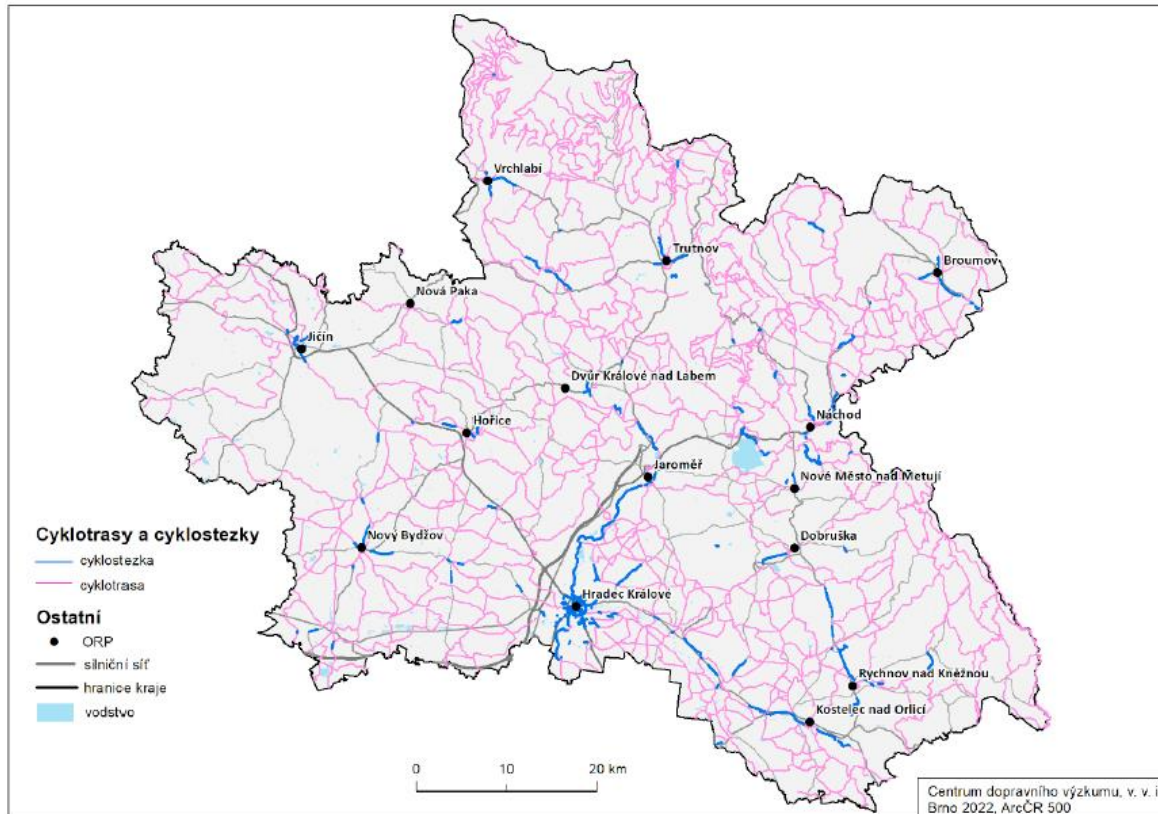 Vrchlabí
Trutnov
Broumov
Nová Paka
Jičín
Dvůr Králové nad Labem
Hořice
Náchod
Jaroměř
Nové Město nad Metují
Nový Bydžov
Dobruška
Hradec Králové
Rychnov nad Kněžnou
Kostelec nad Orlicí
Cyklotrasy a cyklostezky
cyklostezka
cyklotrasa
Ostatní
ORP
silniční síť
hranice kraje
vodstvo
0 10 20 km
Centrum dopravního výzkumu, v. v. i
Brno 2022, ArcČR 500